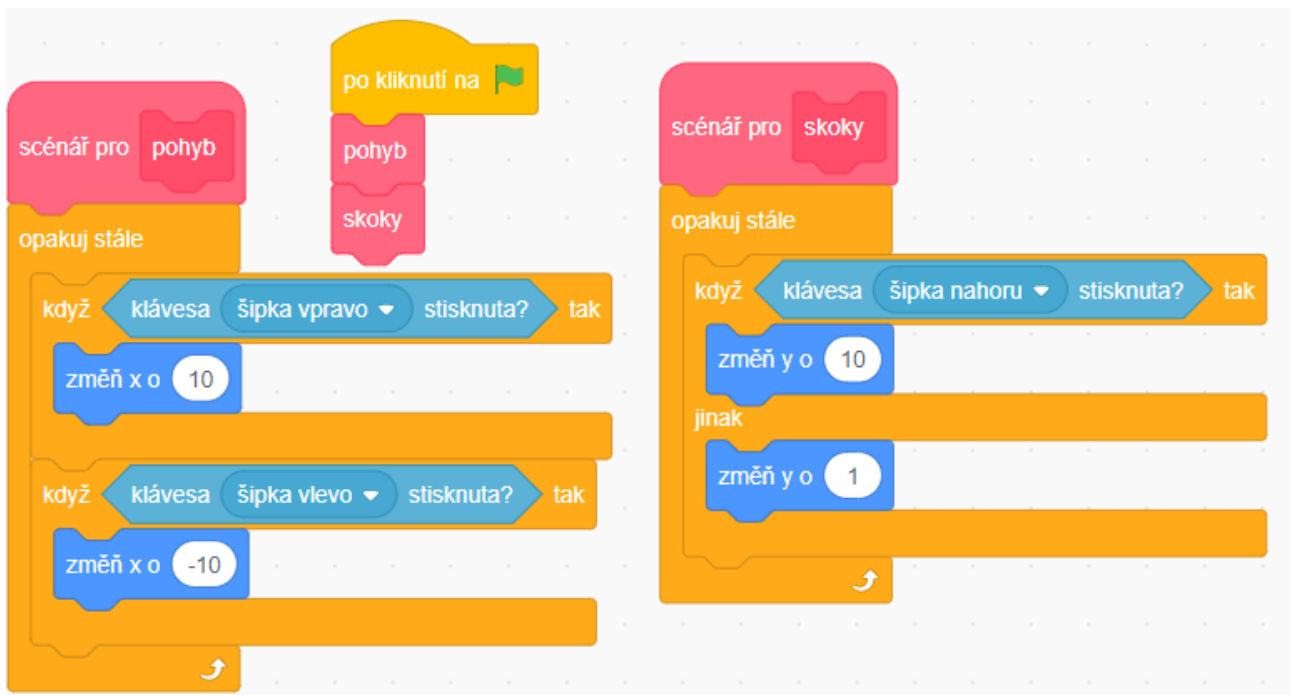 scénář pro pohyb
opakuj stále
když klávesa šipka vpravo stisknuta? tak
změň x o 10
když klávesa šipka vlevo stisknuta? tak
změň x o -10
po kliknutí na
pohyb
skoky
scénář pro skoky
opakuj stále
když klávesa šipka nahoru stisknuta? tak
změň y o 10
jinak
změň y o 1